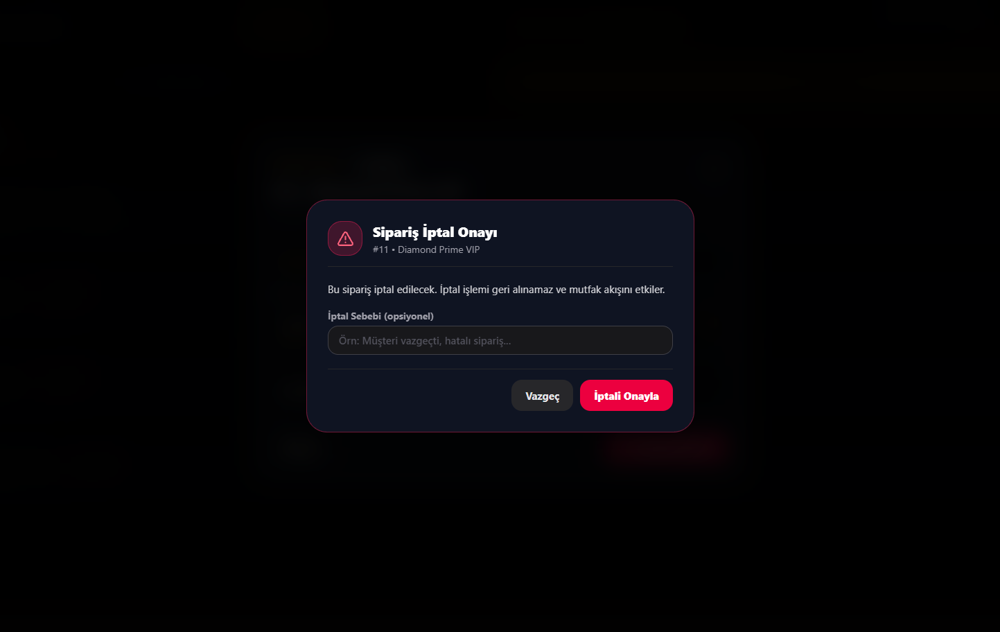 Sipariş İptal Onayı
#11 • Diamond Prime VIP
Bu sipariş iptal edilecek. İptal işlemi geri alınamaz ve mutfak akışını etkiler.
İptal Sebebi (opsiyonel)
Örn: Müşteri vazgeçti, hatalı sipariş...
Vazgeç
İptali Onayla